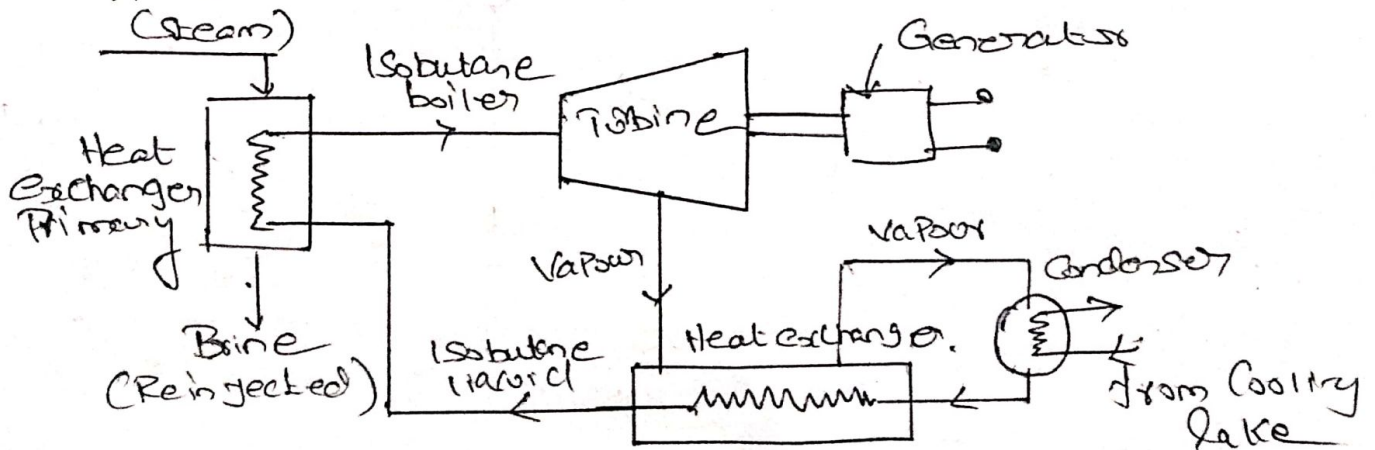 (Steam)
Isobutane
boiler
Turbine
Generator
Heat
exchanger
Primary
Vapour
Vapour
Condenser
Brine
(Reinjected)
Isobutane
liquid
Heat exchanger.
from Cooling
lake